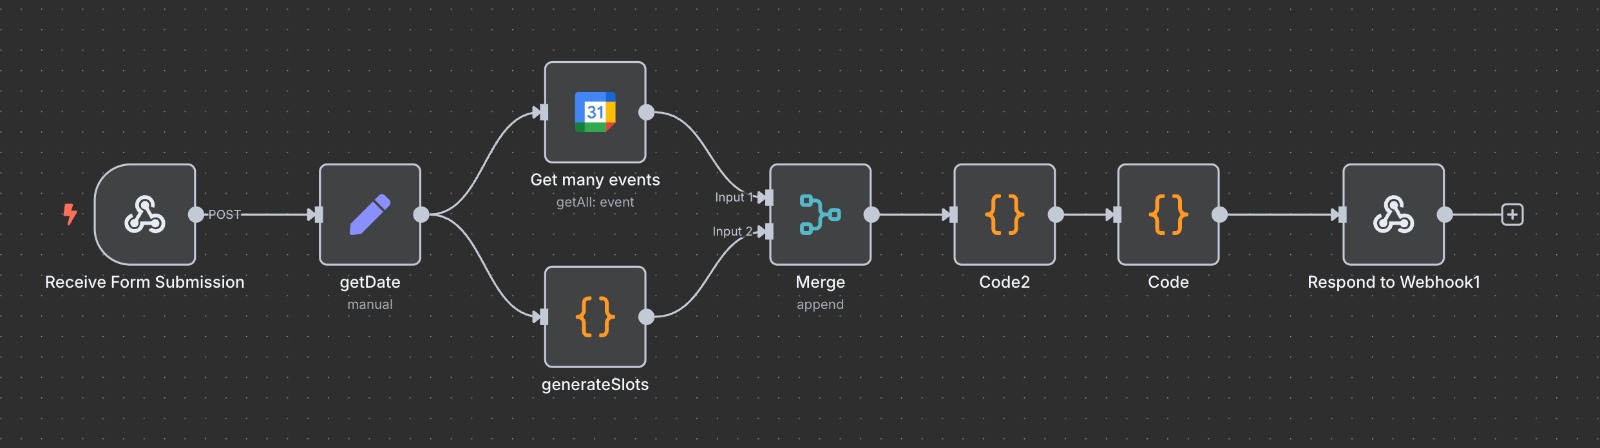 POST
Receive Form Submission
getDate
manual
31
Get many events
getAll: event
{}
generateSlots
Input 1
Input 2
Merge
append
{}
Code2
{}
Code
Respond to Webhook1